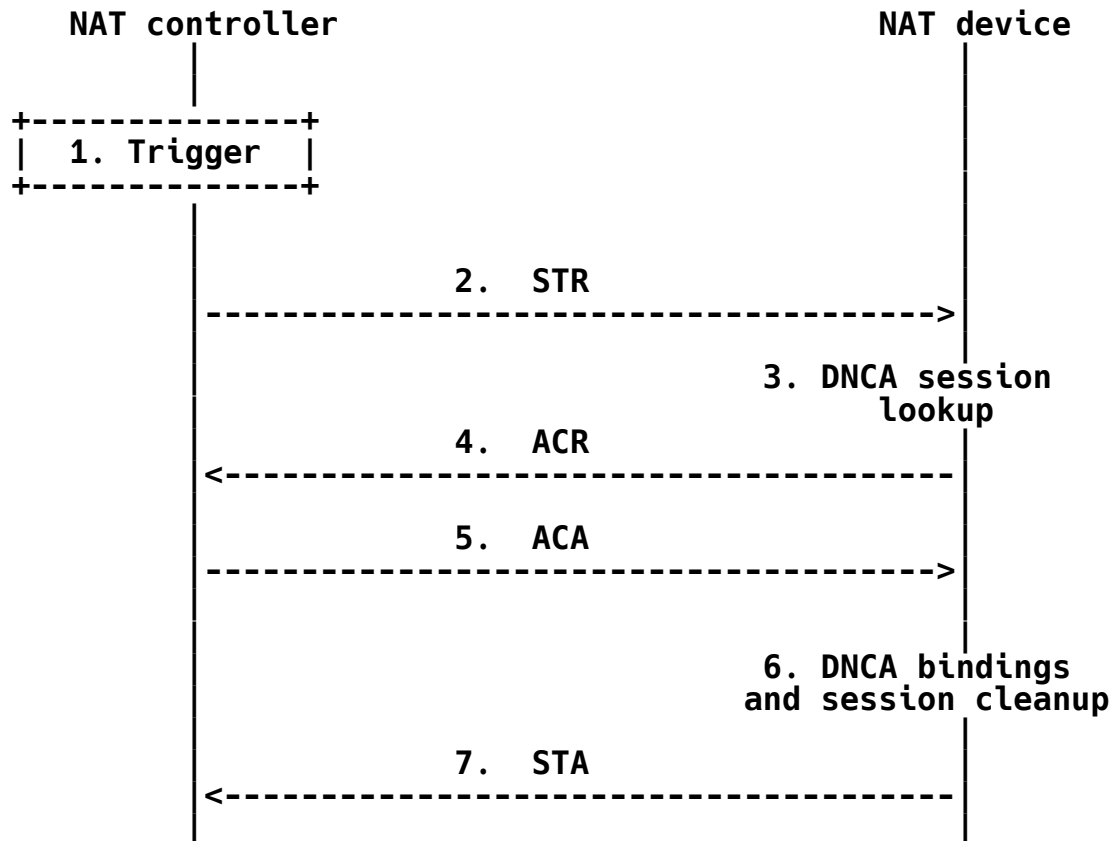 NAT controller NAT device
+--------------+
| 1. Trigger |
+--------------+
2. STR
-------------------------------------->
3. DNCA session
lookup
4. ACR
<--------------------------------------
5. ACA
-------------------------------------->
6. DNCA bindings
and session cleanup
7. STA
<--------------------------------------